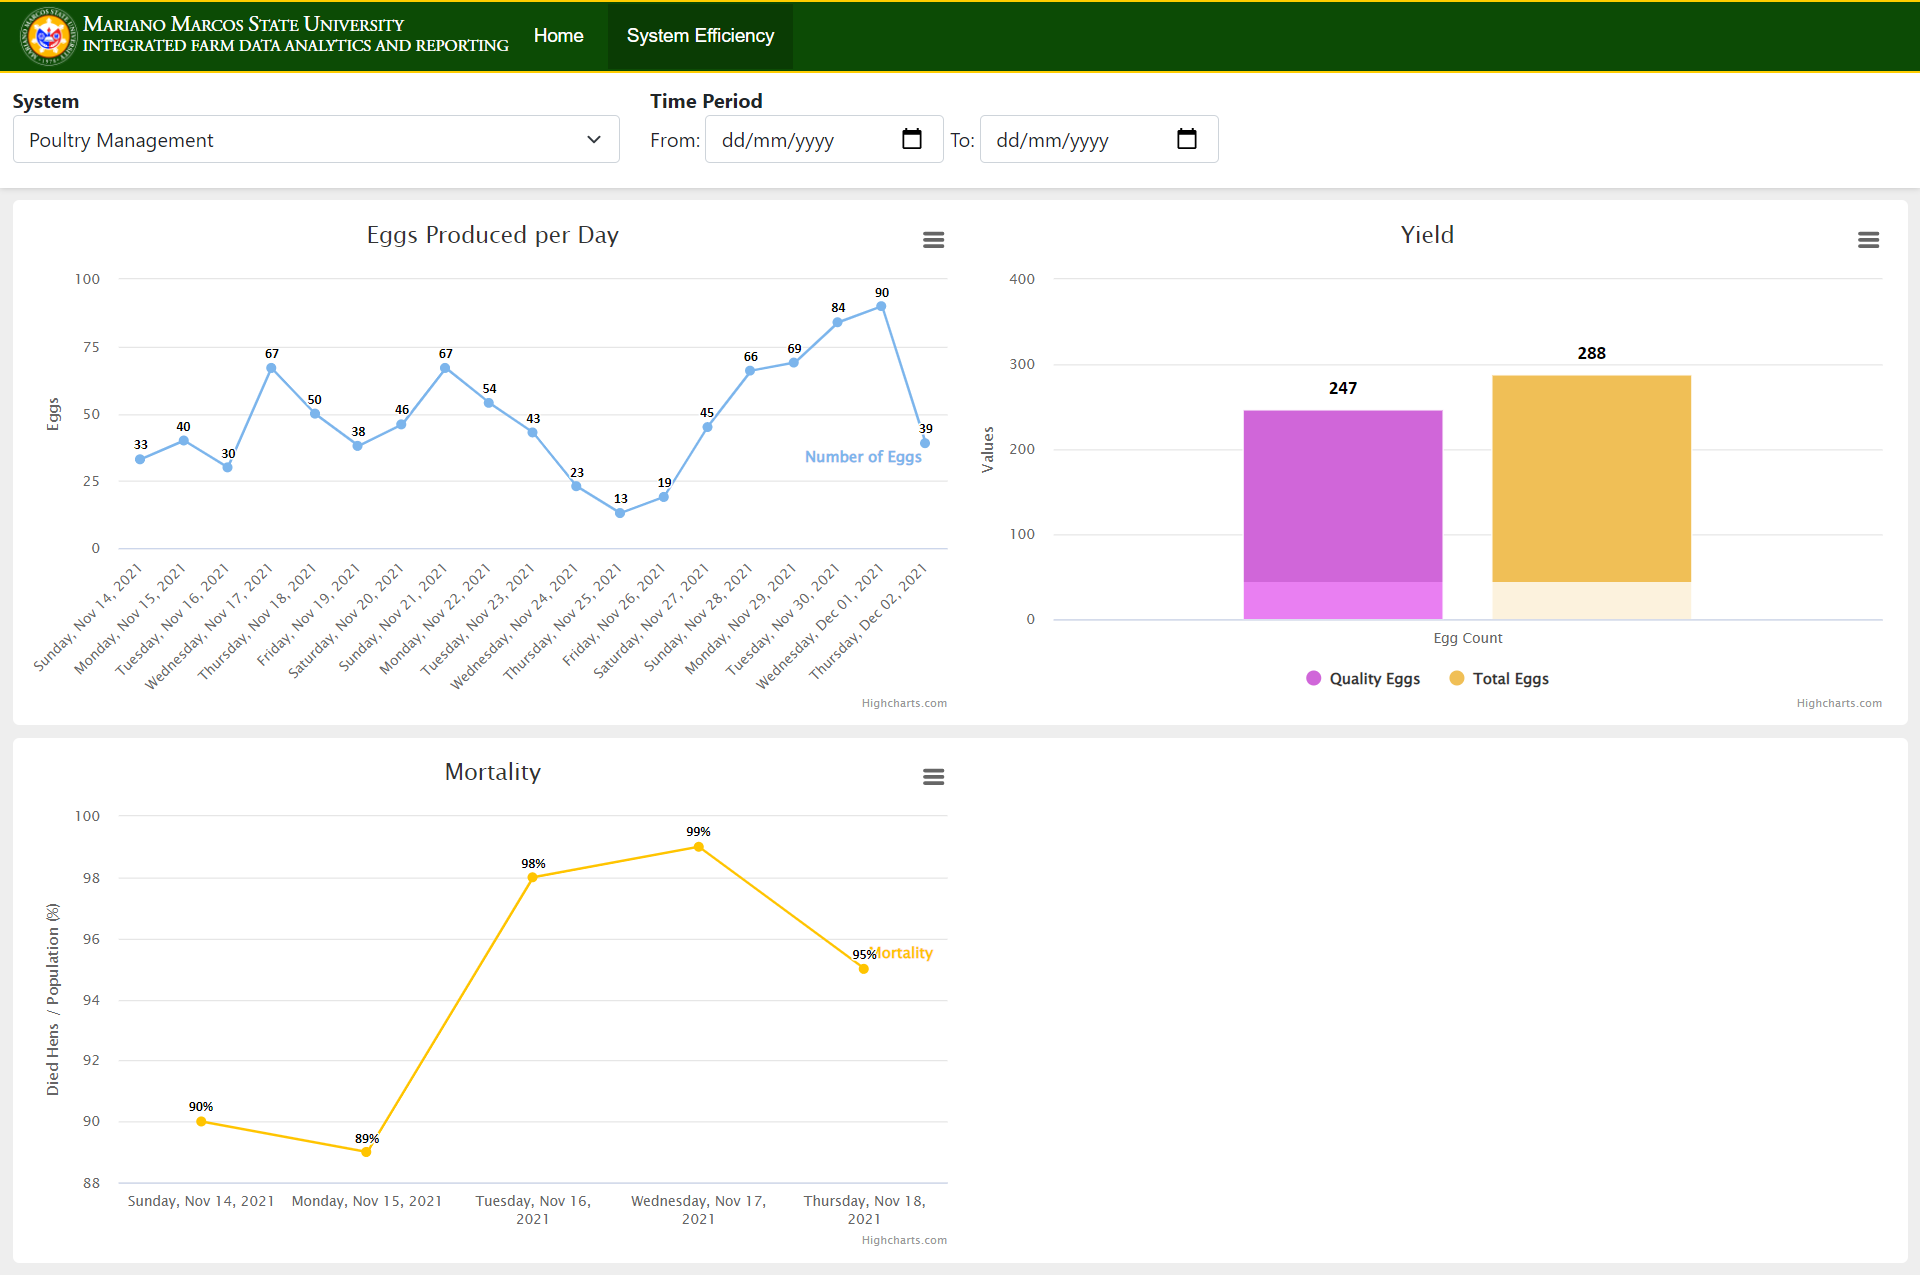 MARIANO MARCOS STATE UNIVERSITY
INTEGRATED FARM DATA ANALYTICS AND REPORTING
Home
System Efficiency
System
Poultry Management
Time Period
From: dd/mm/yyyy To: dd/mm/yyyy
Eggs Produced per Day
Eggs
100
75
50
25
0
33
40
30
67
50
38
46
67
54
43
23
13
19
45
66
69
84
90
39
Number of Eggs
Sunday, Nov 14, 2021
Monday, Nov 15, 2021
Tuesday, Nov 16, 2021
Wednesday, Nov 17, 2021
Thursday, Nov 18, 2021
Friday, Nov 19, 2021
Saturday, Nov 20, 2021
Sunday, Nov 21, 2021
Monday, Nov 22, 2021
Tuesday, Nov 23, 2021
Wednesday, Nov 24, 2021
Thursday, Nov 25, 2021
Friday, Nov 26, 2021
Saturday, Nov 27, 2021
Sunday, Nov 28, 2021
Monday, Nov 29, 2021
Tuesday, Nov 30, 2021
Wednesday, Dec 01, 2021
Thursday, Dec 02, 2021
Highcharts.com
Yield
Values
400
300
200
100
0
247
288
Egg Count
Quality Eggs
Total Eggs
Highcharts.com
Mortality
Died Hens / Population (%)
100
98
96
94
92
90
88
90%
89%
98%
99%
95%
Mortality
Sunday, Nov 14, 2021
Monday, Nov 15, 2021
Tuesday, Nov 16,
2021
Wednesday, Nov 17,
2021
Thursday, Nov 18,
2021
Highcharts.com